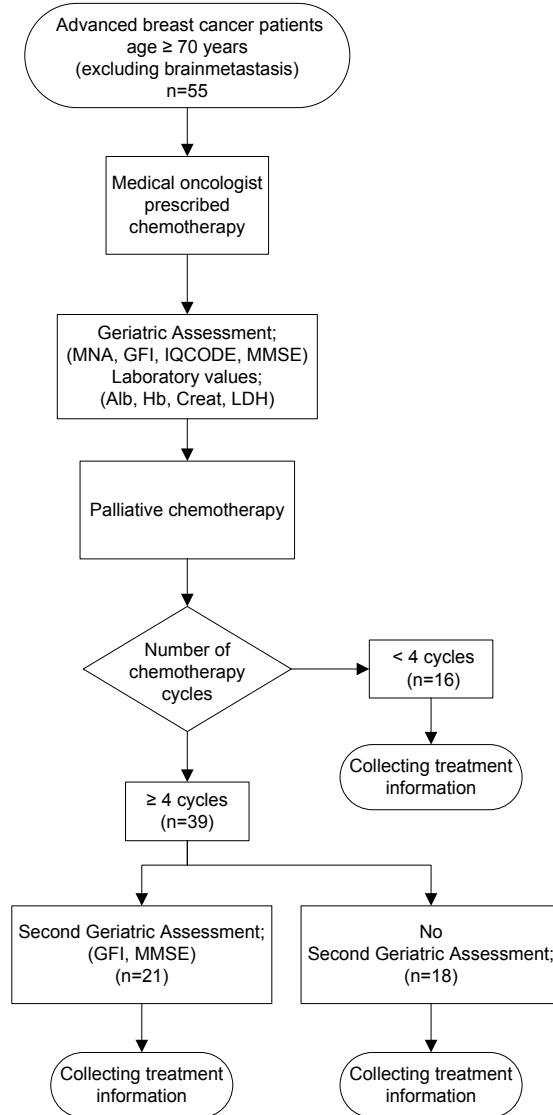 Advanced breast cancer patients
age ≥ 70 years
(excluding brainmetastasis)
n=55
Medical oncologist
prescribed
chemotherapy
Geriatric Assessment;
(MNA, GFI, IQCODE, MMSE)
Laboratory values;
(Alb, Hb, Creat, LDH)
Palliative chemotherapy
Number of
chemotherapy
cycles
< 4 cycles
(n=16)
Collecting treatment
information
≥ 4 cycles
(n=39)
Second Geriatric Assessment;
(GFI, MMSE)
(n=21)
No
Second Geriatric Assessment;
(n=18)
Collecting treatment
information
Collecting treatment
information